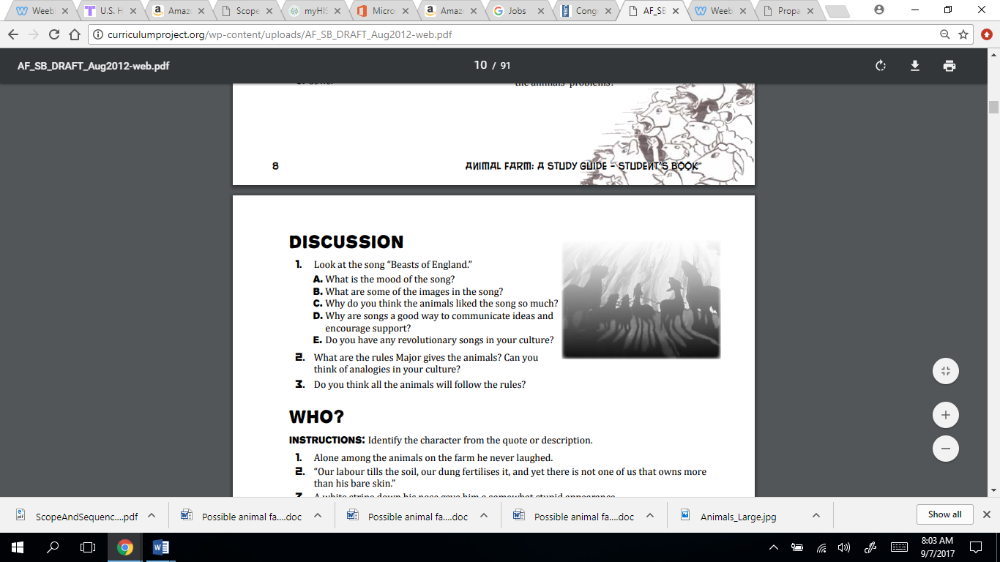 Weeb
U.S. H
Amaz
Scope
myHIS
Micro
Amaz
Jobs
Cong
AF_SB
Weeb
Propa
curriculumproject.org/wp-content/uploads/AF_SB_DRAFT_Aug2012-web.pdf
AF_SB_DRAFT_Aug2012-web.pdf
10 / 91
the animals' problems?
8
ANIMAL FARM: A STUDY GUIDE – STUDENT'S BOOK
DISCUSSION
1. Look at the song “Beasts of England.”
A. What is the mood of the song?
B. What are some of the images in the song?
C. Why do you think the animals liked the song so much?
D. Why are songs a good way to communicate ideas and
encourage support?
E. Do you have any revolutionary songs in your culture?
2. What are the rules Major gives the animals? Can you
think of analogies in your culture?
3. Do you think all the animals will follow the rules?
WHO?
INSTRUCTIONS: Identify the character from the quote or description.
1. Alone among the animals on the farm he never laughed.
2. “Our labour tills the soil, our dung fertilises it, and yet there is not one of us that owns more
than his bare skin.”
3. A white stripe down his nose gave him a somewhat stupid appearance.
ScopeAndSequenc....pdf
Possible animal fa....doc
Possible animal fa....doc
Possible animal fa....doc
Animals_Large.jpg
Show all
8:03 AM
9/7/2017